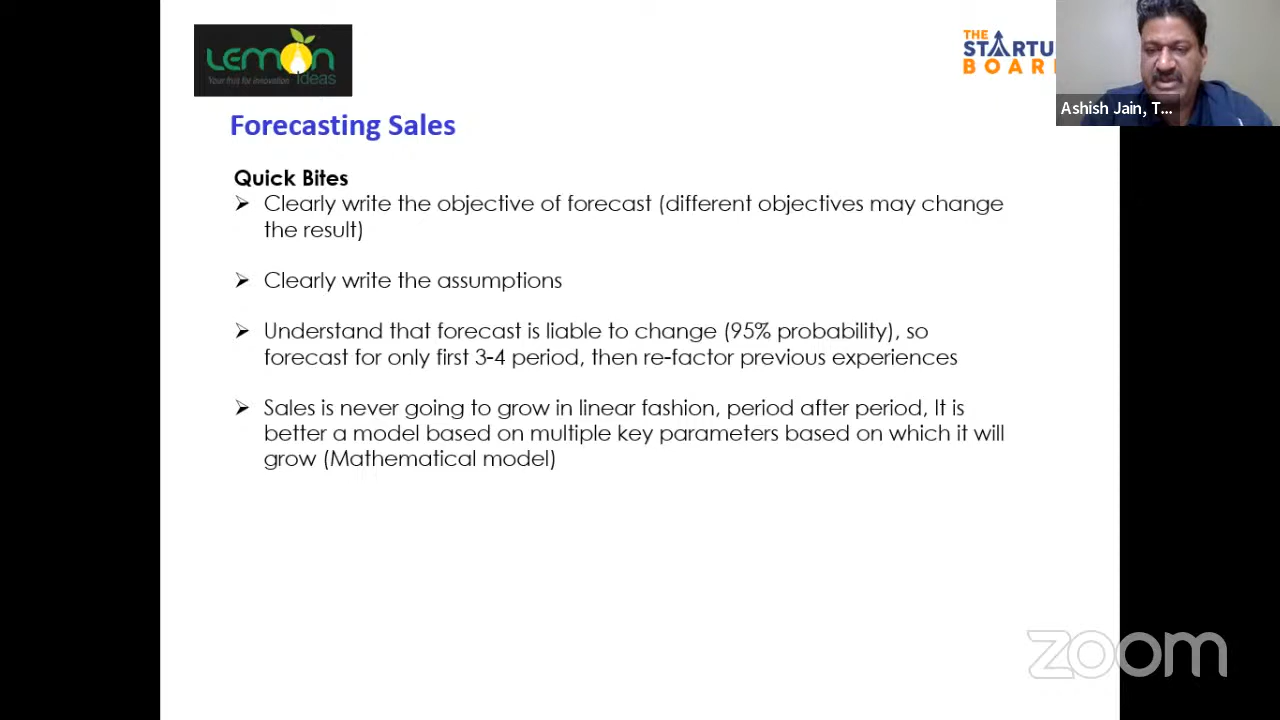 LEMON
Your fruit for innovation ideas
THE
STARTU
BOAR
Ashish Jain, T...
Forecasting Sales
Quick Bites
➢ Clearly write the objective of forecast (different objectives may change
the result)
➢ Clearly write the assumptions
➢ Understand that forecast is liable to change (95% probability), so
forecast for only first 3-4 period, then re-factor previous experiences
➢ Sales is never going to grow in linear fashion, period after period, It is
better a model based on multiple key parameters based on which it will
grow (Mathematical model)
zoom